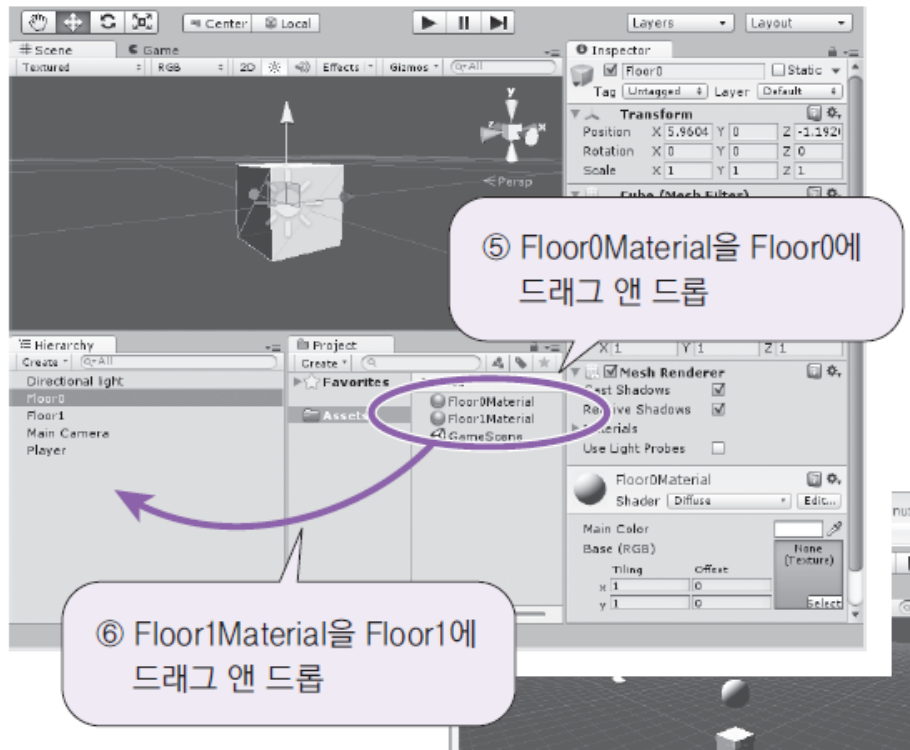 Center Local Layers Layout
Scene Game
Textured RGB 2D Effects Gizmos All
y
z x
Persp
Inspector
Floor0 Static
Tag Untagged Layer Default
Transform
Position X 5.9604 Y 0 Z -1.192
Rotation X 0 Y 0 Z 0
Scale X 1 Y 1 Z 1
Cube (Mesh Filter)
⑤ Floor0Material을 Floor0에
드래그 앤 드롭
Hierarchy
Create All
Directional light
Floor0
Floor1
Main Camera
Player
Project
Create
Favorites
Assets
Floor0Material
Floor1Material
GameScene
X 1 Y 1 Z 1
Mesh Renderer
Cast Shadows
Receive Shadows
Materials
Use Light Probes
Floor0Material
Shader Diffuse Edit...
Main Color
Base (RGB) None
(Texture)
Tiling Offset
x 1 0
y 1 0 Select
⑥ Floor1Material을 Floor1에
드래그 앤 드롭